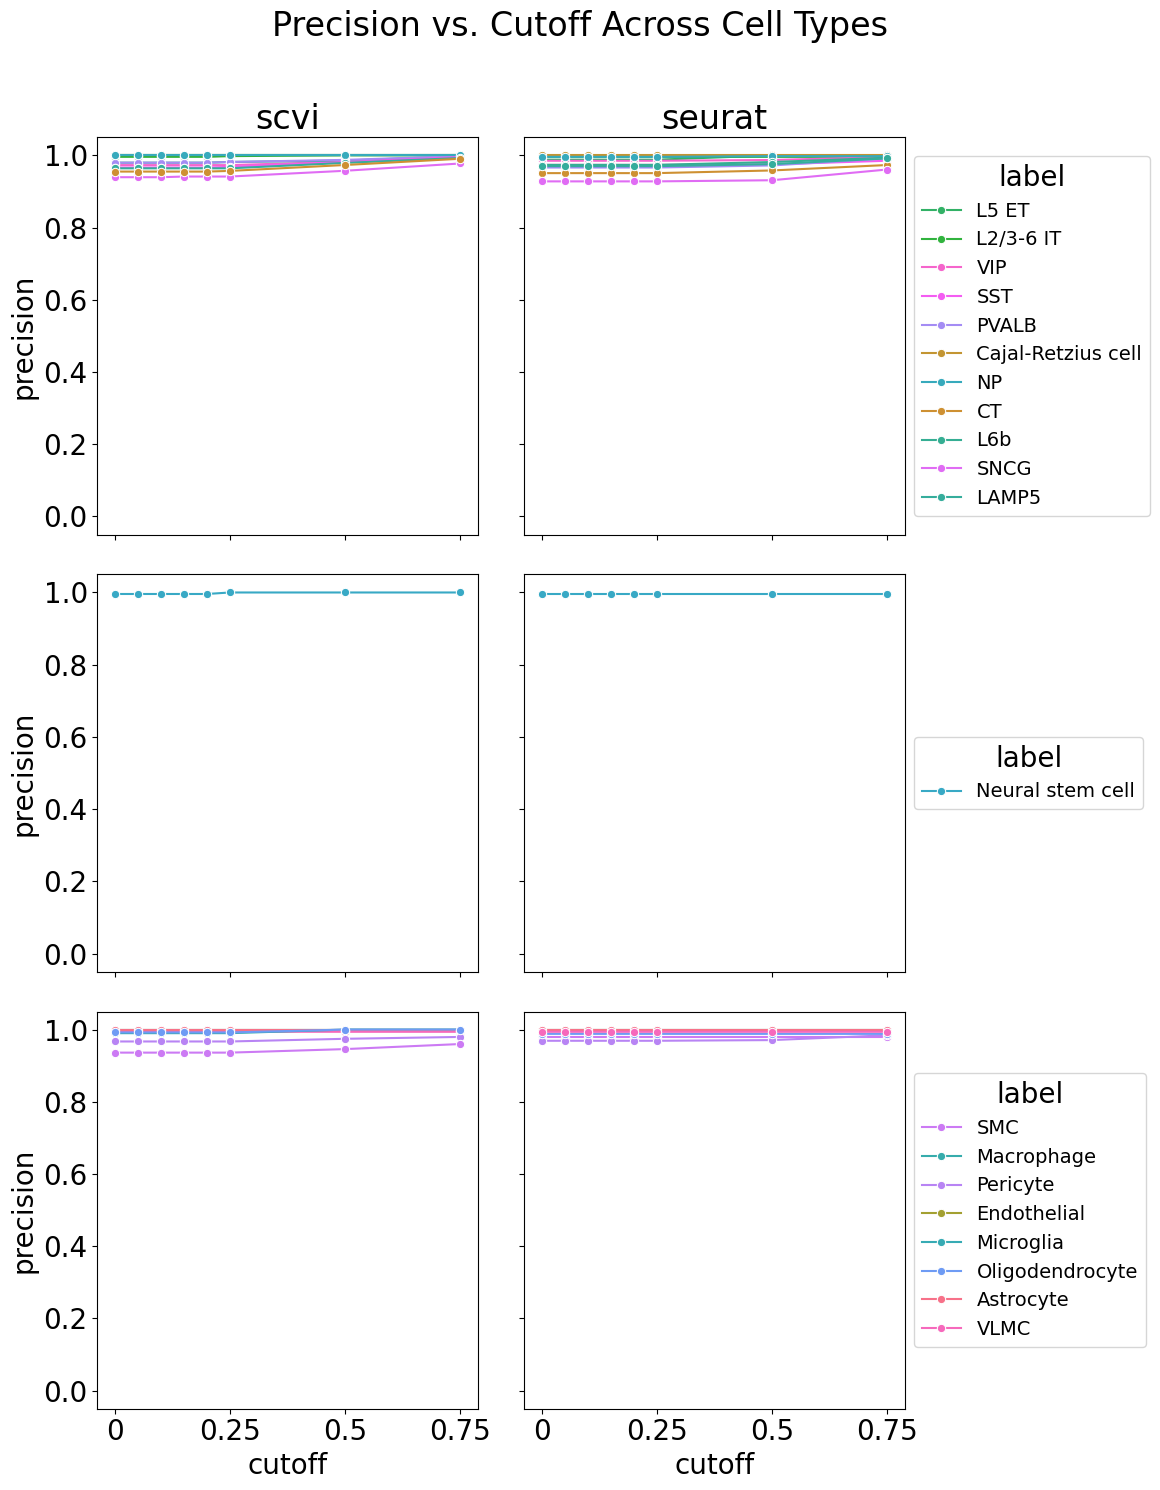 Precision vs. Cutoff Across Cell Types
scvi
seurat
1.0
0.8
0.6
0.4
0.2
0.0
precision
label
L5 ET
L2/3-6 IT
VIP
SST
PVALB
Cajal-Retzius cell
NP
CT
L6b
SNCG
LAMP5
1.0
0.8
0.6
0.4
0.2
0.0
precision
label
Neural stem cell
1.0
0.8
0.6
0.4
0.2
0.0
precision
label
SMC
Macrophage
Pericyte
Endothelial
Microglia
Oligodendrocyte
Astrocyte
VLMC
0 0.25 0.5 0.75
cutoff
0 0.25 0.5 0.75
cutoff